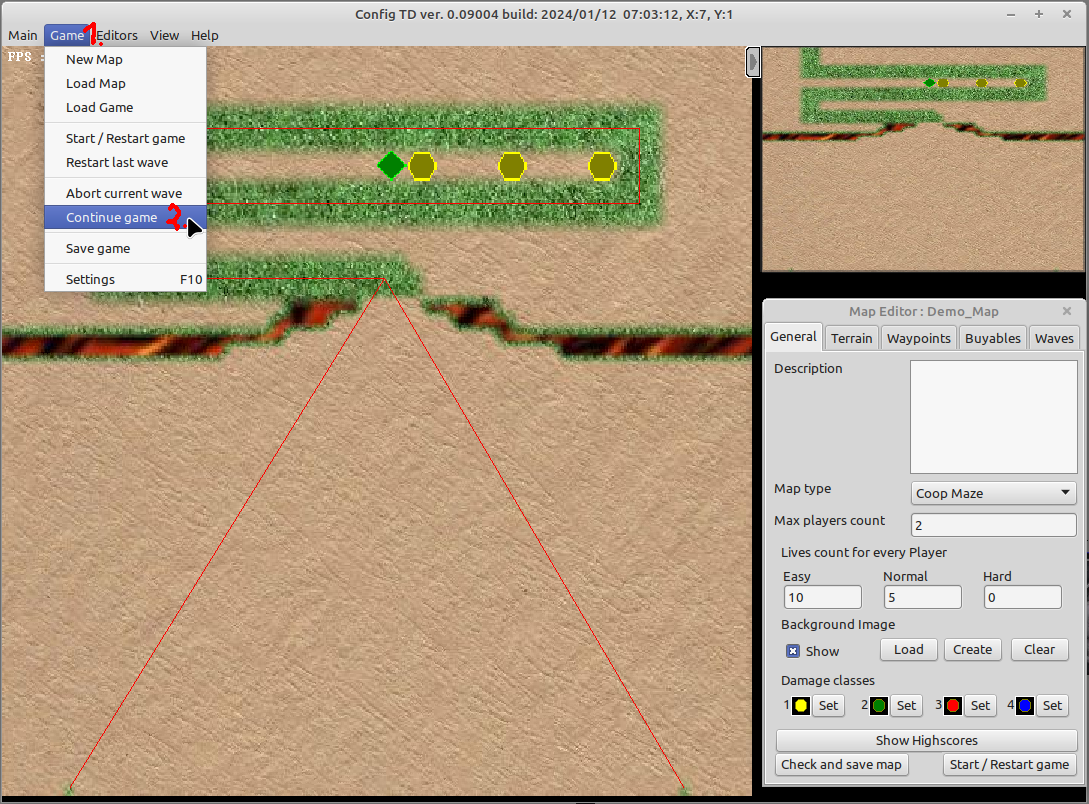 Config TD ver. 0.09004 build: 2024/01/12 07:03:12, X:7, Y:1
Main Game 1. Editors View Help
FPS :
New Map
Load Map
Load Game
Start / Restart game
Restart last wave
Abort current wave
Continue game 2.
Save game
Settings F10
Map Editor : Demo_Map
General Terrain Waypoints Buyables Waves
Description
Map type Coop Maze
Max players count 2
Lives count for every Player
Easy Normal Hard
10 5 0
Background Image
Show Load Create Clear
Damage classes
1 Set 2 Set 3 Set 4 Set
Show Highscores
Check and save map Start / Restart game